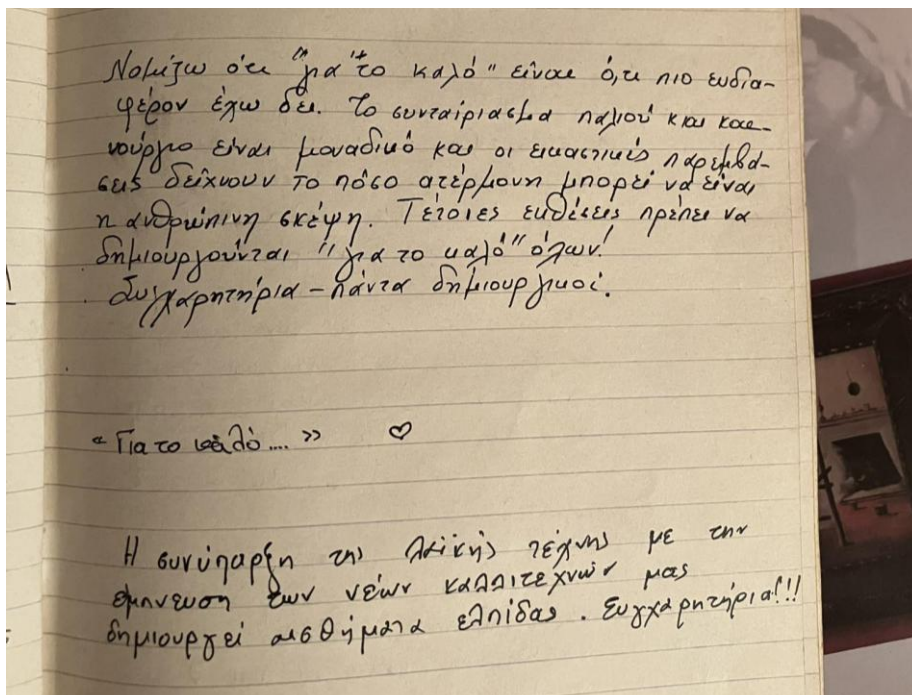 Νομίζω ότι "για το καλό" είναι ό,τι πιο ενδια-
φέρον έχω δει. Το συνταίριασμα παλιού και και-
νούργιο είναι μοναδικό και οι εικαστικές παρεμβά-
σεις δείχνουν το πόσο ατέρμονη μπορεί να είναι
η ανθρώπινη σκέψη. Τέτοιες εκθέσεις πρέπει να
δημιουργούνται "για το καλό" όλων!
Συγχαρητήρια - πάντα δημιουργικοί.
« Για το καλό.... » ♡
Η συνύπαρξη της λαϊκής τέχνης με την
έμπνευση των νέων καλλιτεχνών μας
δημιουργεί αισθήματα ελπίδας. Συγχαρητήρια!!!